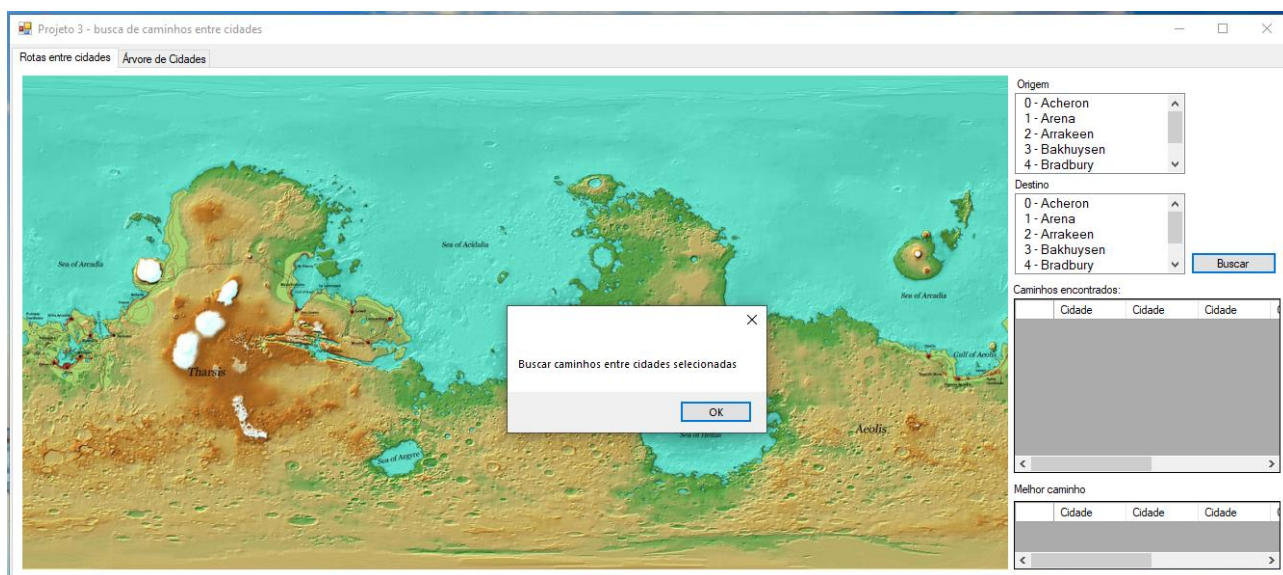 Projeto 3 - busca de caminhos entre cidades
Rotas entre cidades
Árvore de Cidades
Origem
0 - Acheron
1 - Arena
2 - Arrakeen
3 - Bakhuysen
4 - Bradbury
Destino
0 - Acheron
1 - Arena
2 - Arrakeen
3 - Bakhuysen
4 - Bradbury
Buscar
Caminhos encontrados:
Cidade Cidade Cidade
Melhor caminho
Cidade Cidade Cidade
Sea of Arcadia
Sea of Acidalia
Sea of Arcadia
Gulf of Aeolis
Tharsis
Aeolis
Sea of Argyre
Sea of Hellas
Buscar caminhos entre cidades selecionadas
OK